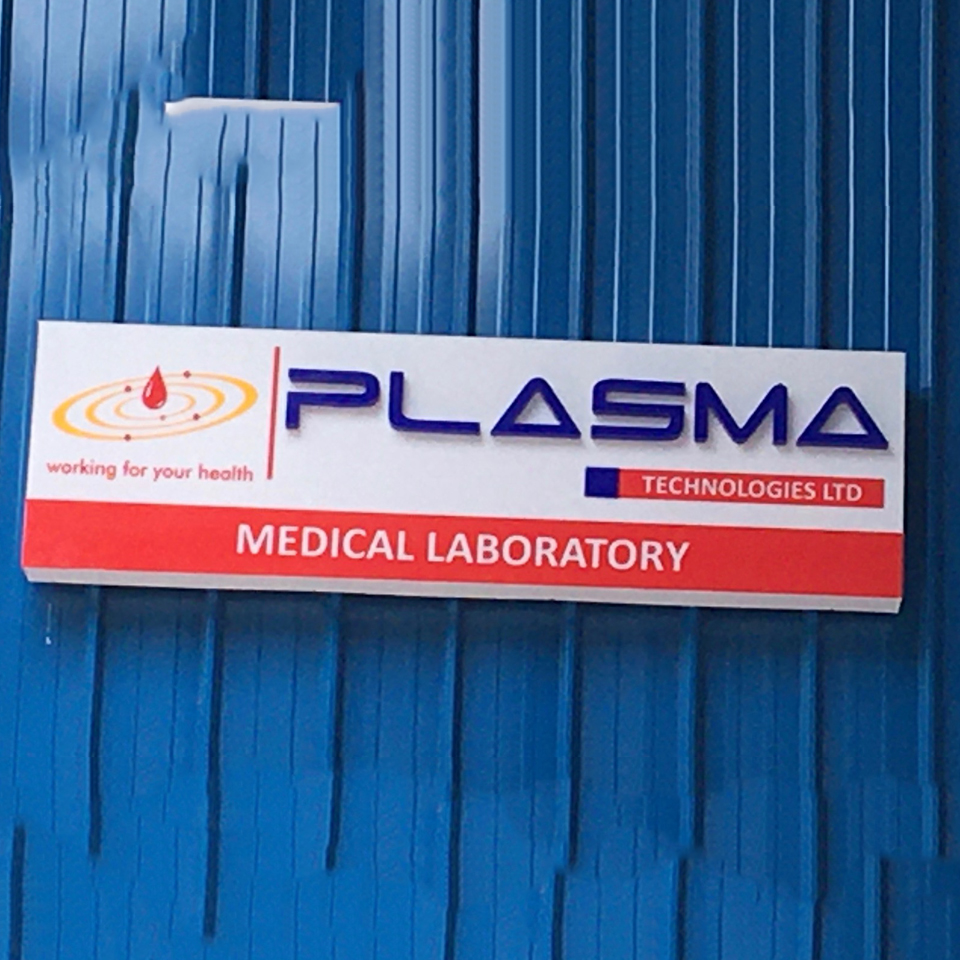 PLASMA
TECHNOLOGIES LTD
working for your health
MEDICAL LABORATORY